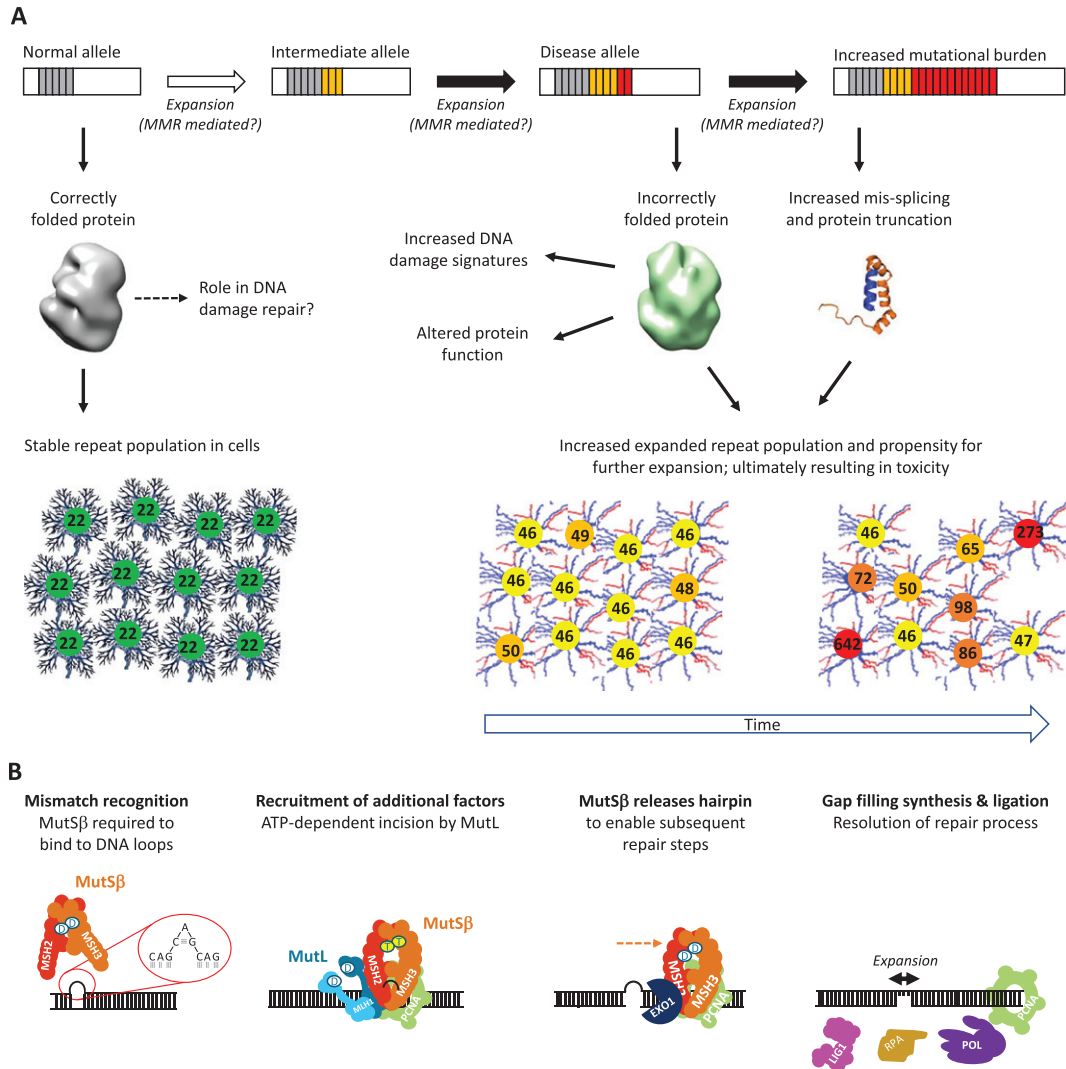 A
Normal allele
Intermediate allele
Disease allele
Increased mutational burden
Expansion
(MMR mediated?)
Expansion
(MMR mediated?)
Expansion
(MMR mediated?)
Correctly
folded protein
Incorrectly
folded protein
Increased mis-splicing
and protein truncation
Role in DNA
damage repair?
Increased DNA
damage signatures
Altered protein
function
Stable repeat population in cells
Increased expanded repeat population and propensity for
further expansion; ultimately resulting in toxicity
22 22 22 22
22 22 22 22
22 22 22 22
46 49 46 46
46 46 46 48
50 46 46 46
46 65 273
72 50 98
642 46 86 47
Time
B
Mismatch recognition
MutSβ required to
bind to DNA loops
MutSβ
D D
MSH2
MSH3
A
C G
CAG CAG
Recruitment of additional factors
ATP-dependent incision by MutL
MutSβ
MutL
T T
D
D
MSH2
MSH3
MLH1
PCNA
MutSβ releases hairpin
to enable subsequent
repair steps
D D
MSH2
MSH3
EXO1
PCNA
Gap filling synthesis & ligation
Resolution of repair process
Expansion
PCNA
LIG1
RPA
POL